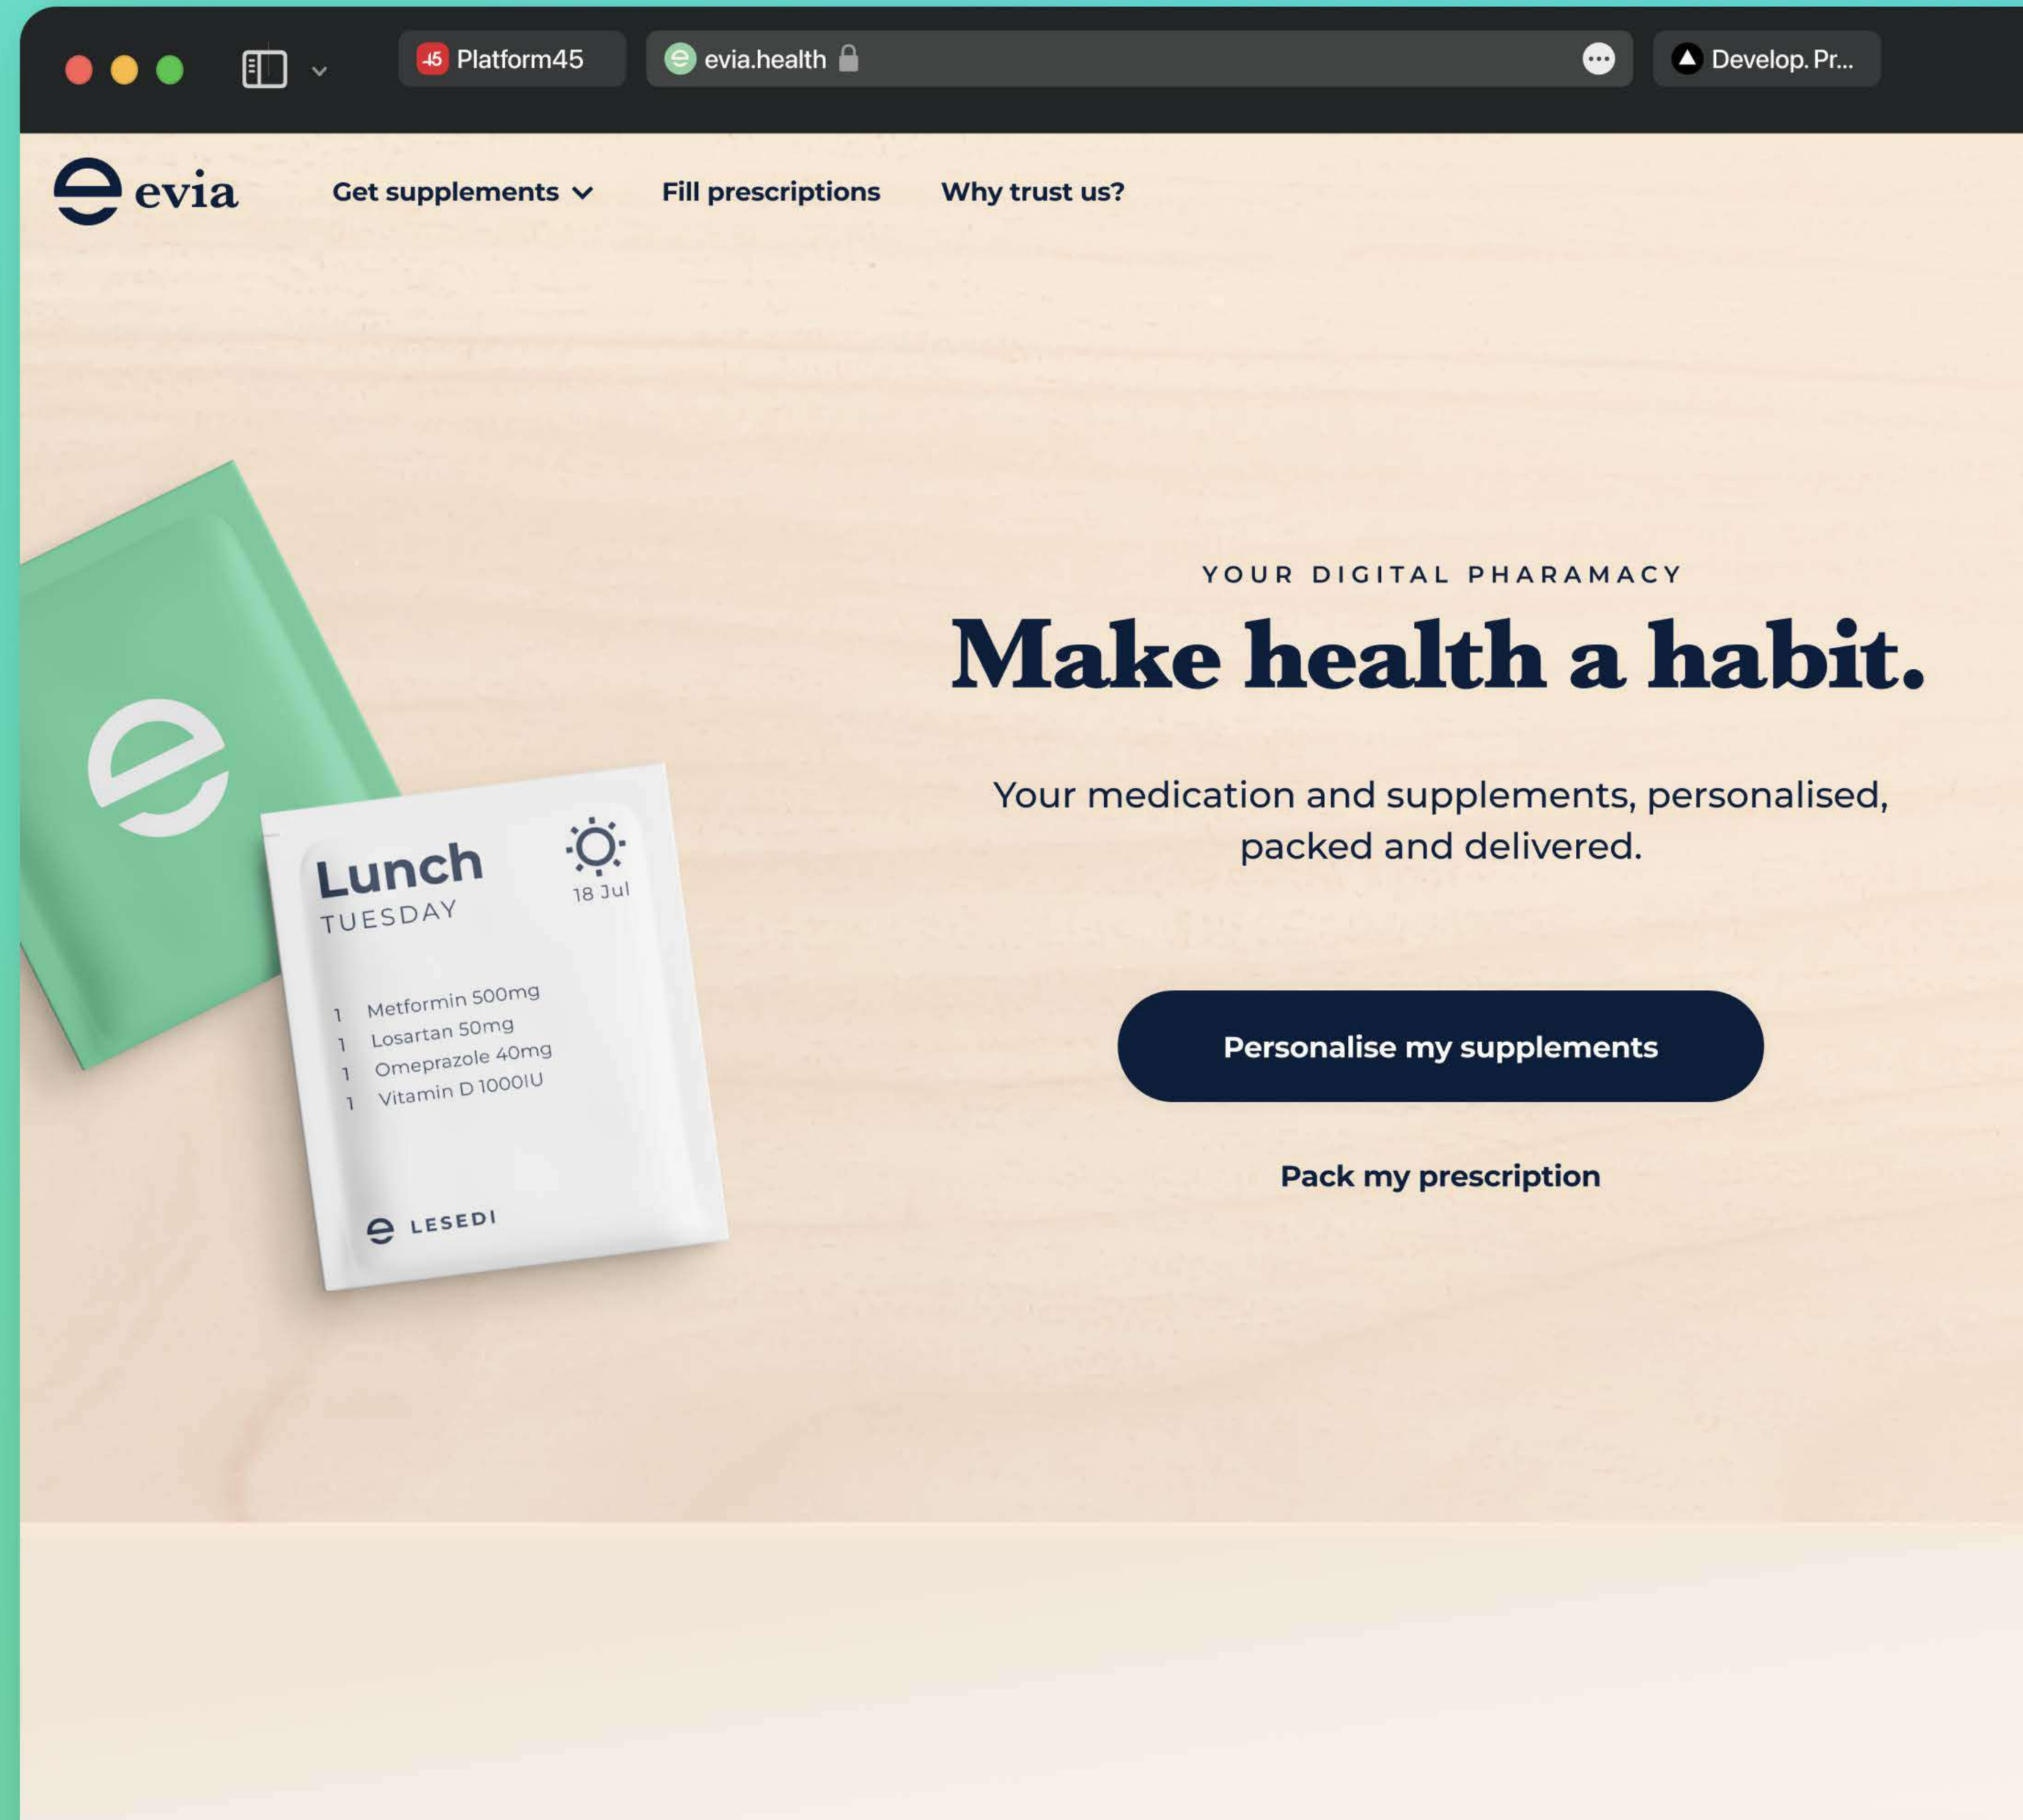 Platform45
evia.health
Develop. Pr...
evia
Get supplements
Fill prescriptions
Why trust us?
YOUR DIGITAL PHARAMACY
Make health a habit.
Your medication and supplements, personalised,
packed and delivered.
Personalise my supplements
Pack my prescription
Lunch
TUESDAY
18 Jul
1 Metformin 500mg
1 Losartan 50mg
1 Omeprazole 40mg
1 Vitamin D 1000IU
LESEDI